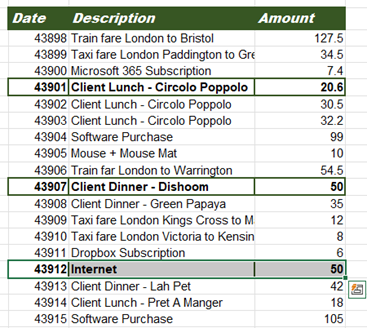 Date Description Amount
43898 Train fare London to Bristol 127.5
43899 Taxi fare London Paddington to Gre 34.5
43900 Microsoft 365 Subscription 7.4
43901 Client Lunch - Circolo Poppolo 20.6
43902 Client Lunch - Circolo Poppolo 30.5
43903 Client Lunch - Circolo Poppolo 32.2
43904 Software Purchase 99
43905 Mouse + Mouse Mat 10
43906 Train far London to Warrington 54.5
43907 Client Dinner - Dishoom 50
43908 Client Dinner - Green Papaya 35
43909 Taxi fare London Kings Cross to M 12
43910 Taxi fare London Victoria to Kensin 8
43911 Dropbox Subscription 6
43912 Internet 50
43913 Client Dinner - Lah Pet 42
43914 Client Lunch - Pret A Manger 18
43915 Software Purchase 105